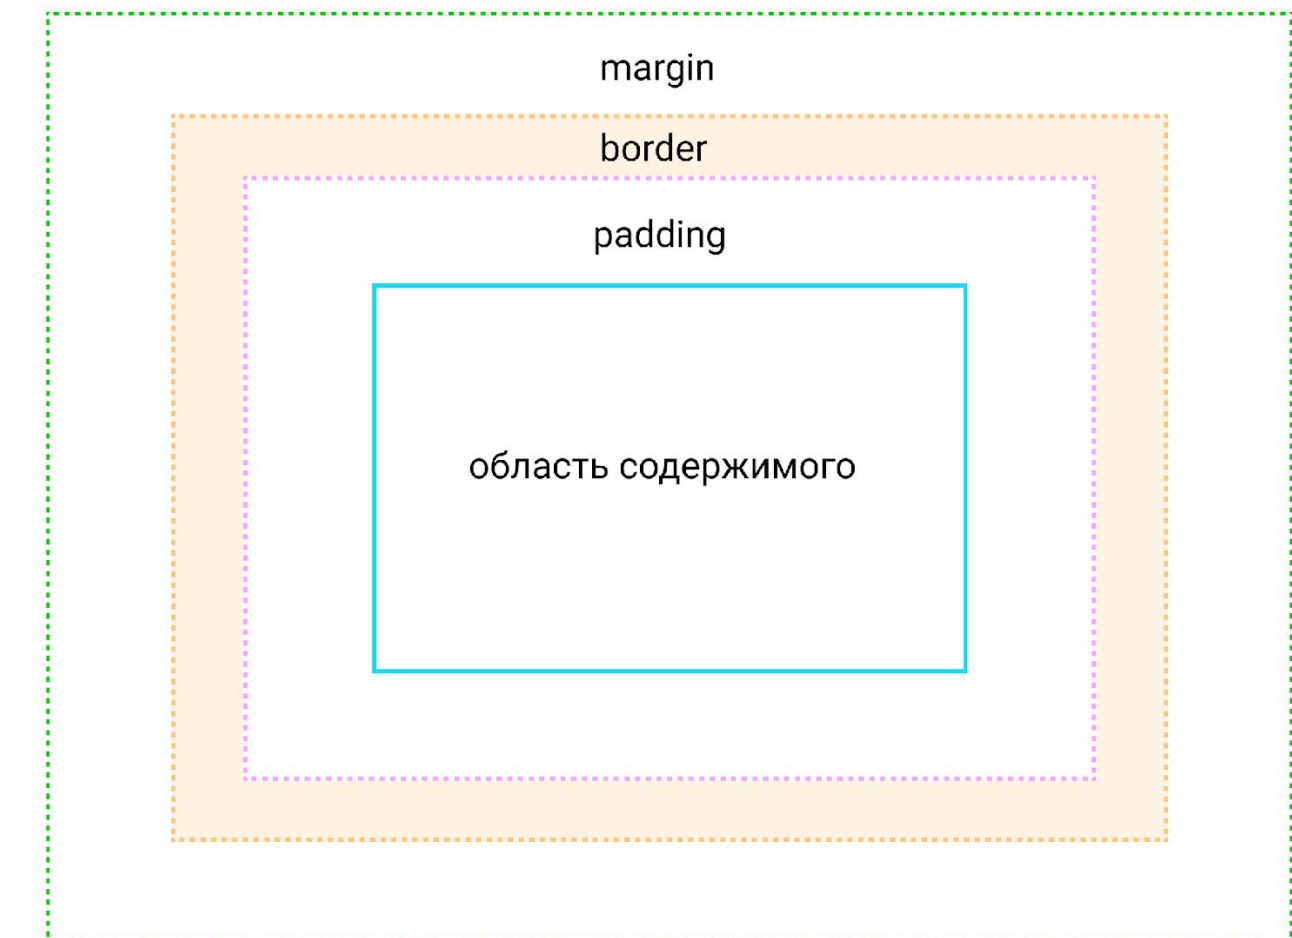 margin
border
padding
область содержимого